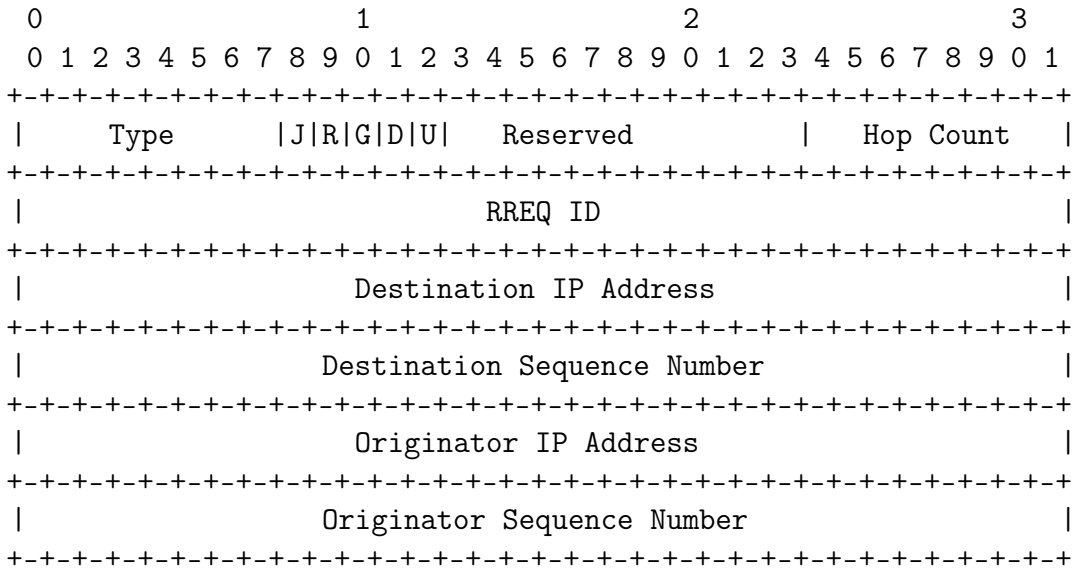 0                   1                   2                   3
 0 1 2 3 4 5 6 7 8 9 0 1 2 3 4 5 6 7 8 9 0 1 2 3 4 5 6 7 8 9 0 1
+-+-+-+-+-+-+-+-+-+-+-+-+-+-+-+-+-+-+-+-+-+-+-+-+-+-+-+-+-+-+-+-+
|     Type      |J|R|G|D|U|   Reserved          |   Hop Count   |
+-+-+-+-+-+-+-+-+-+-+-+-+-+-+-+-+-+-+-+-+-+-+-+-+-+-+-+-+-+-+-+-+
|                            RREQ ID                            |
+-+-+-+-+-+-+-+-+-+-+-+-+-+-+-+-+-+-+-+-+-+-+-+-+-+-+-+-+-+-+-+-+
|                    Destination IP Address                     |
+-+-+-+-+-+-+-+-+-+-+-+-+-+-+-+-+-+-+-+-+-+-+-+-+-+-+-+-+-+-+-+-+
|                  Destination Sequence Number                  |
+-+-+-+-+-+-+-+-+-+-+-+-+-+-+-+-+-+-+-+-+-+-+-+-+-+-+-+-+-+-+-+-+
|                    Originator IP Address                      |
+-+-+-+-+-+-+-+-+-+-+-+-+-+-+-+-+-+-+-+-+-+-+-+-+-+-+-+-+-+-+-+-+
|                  Originator Sequence Number                   |
+-+-+-+-+-+-+-+-+-+-+-+-+-+-+-+-+-+-+-+-+-+-+-+-+-+-+-+-+-+-+-+-+